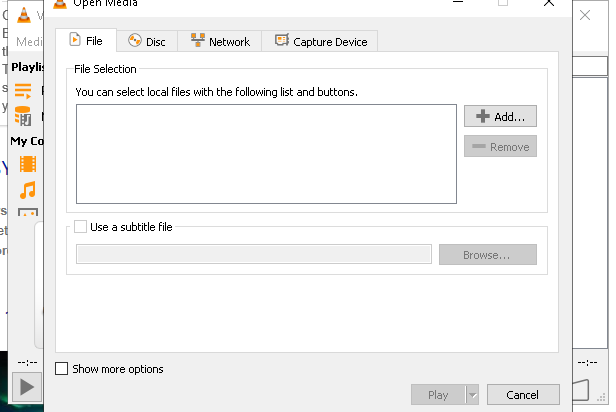 Open Media
Medi
File
Disc
Network
Capture Device
Playlis
My Co
File Selection
You can select local files with the following list and buttons.
Add...
Remove
Use a subtitle file
Browse...
Show more options
--:--
--:--
Play
Cancel